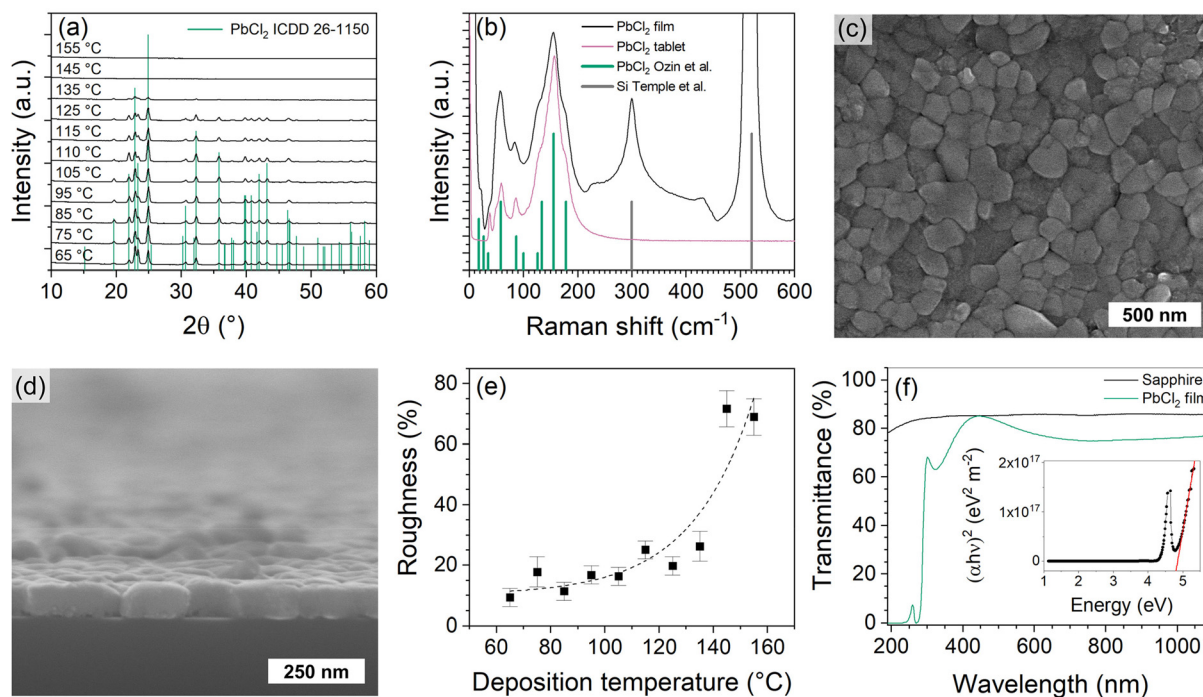 (a)
PbCl₂ ICDD 26-1150
155 °C
145 °C
135 °C
125 °C
115 °C
110 °C
105 °C
95 °C
85 °C
75 °C
65 °C
Intensity (a.u.)
10 20 30 40 50 60
2θ (°)
(b)
PbCl₂ film
PbCl₂ tablet
PbCl₂ Ozin et al.
Si Temple et al.
Intensity (a.u.)
0 100 200 300 400 500 600
Raman shift (cm⁻¹)
(c)
500 nm
(d)
250 nm
(e)
Roughness (%)
80
60
40
20
0
60 80 100 120 140 160
Deposition temperature (°C)
(f)
Sapphire
PbCl₂ film
Transmittance (%)
100
80
60
40
20
0
200 400 600 800 1000
Wavelength (nm)
(αhν)² (eV² m⁻²)
2x10¹⁷
1x10¹⁷
0
1 2 3 4 5
Energy (eV)